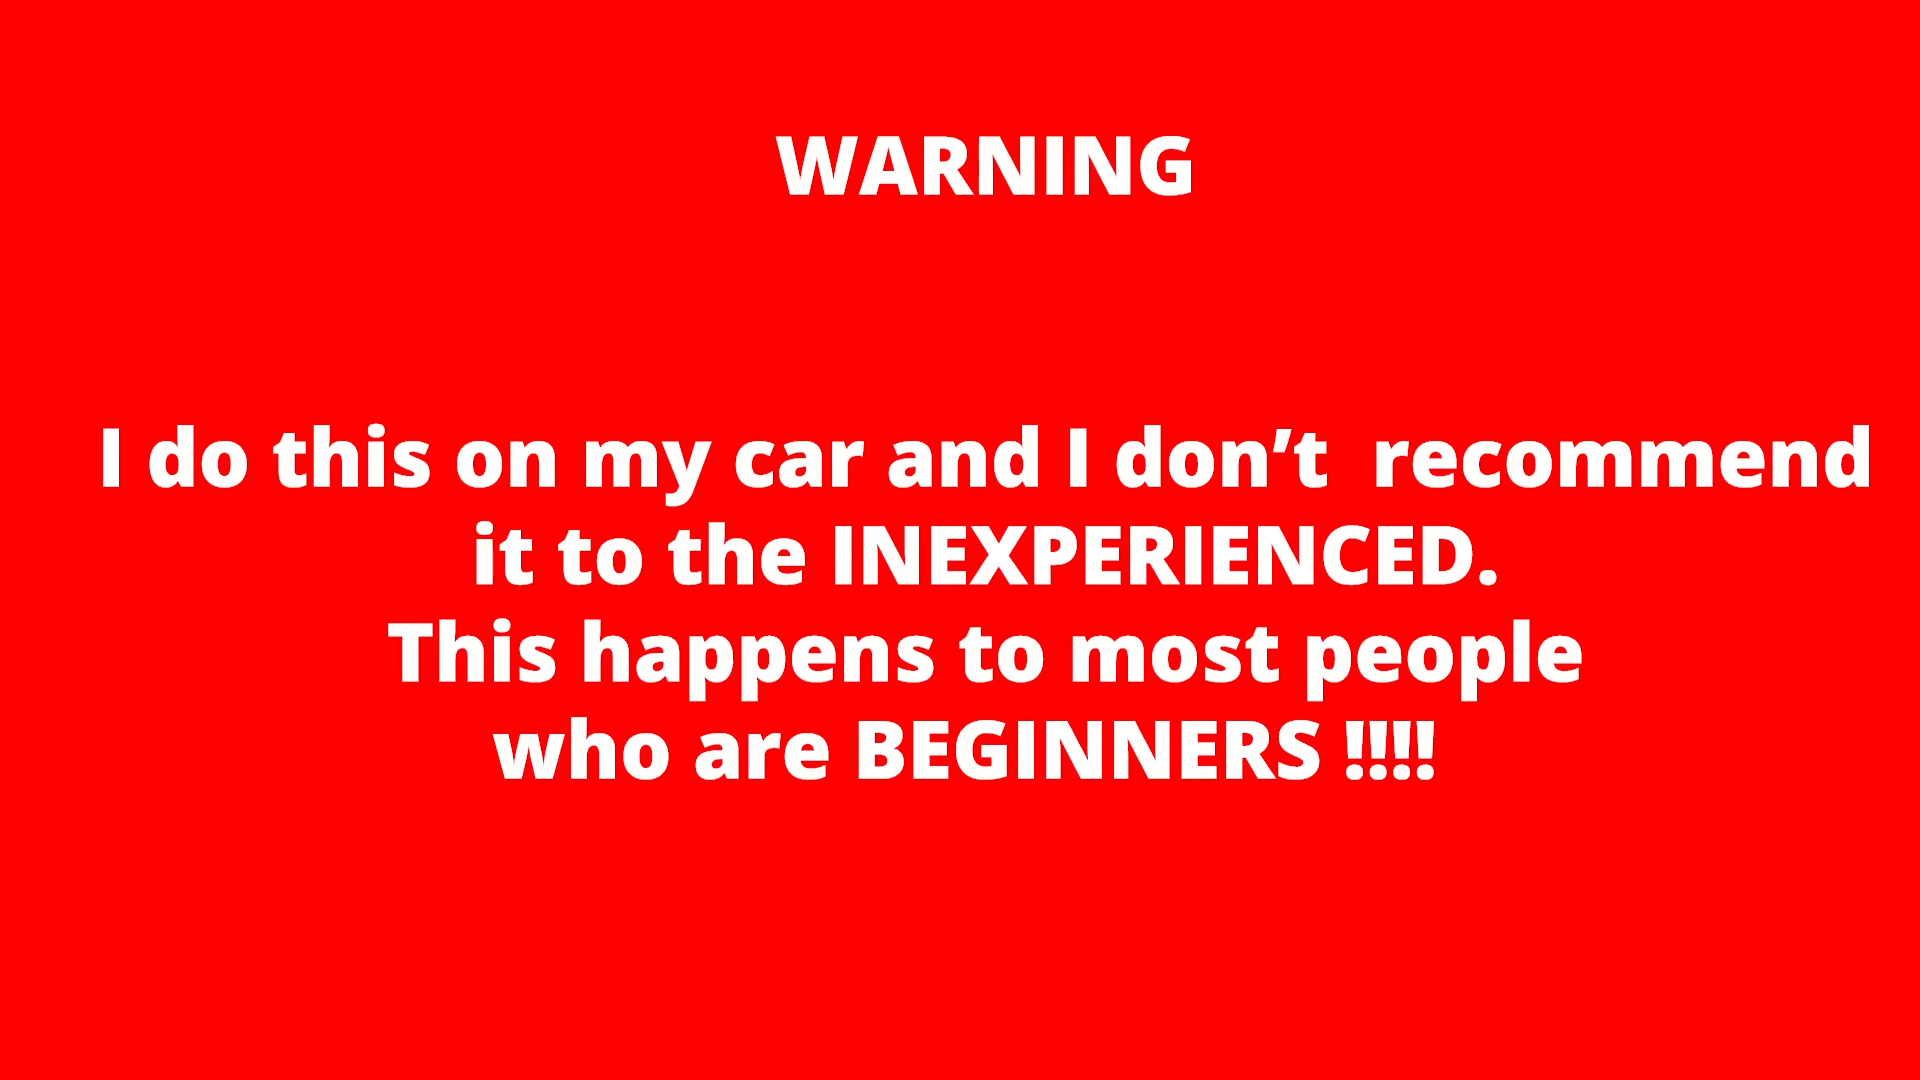 WARNING
I do this on my car and I don’t  recommend
it to the INEXPERIENCED.
This happens to most people
who are BEGINNERS !!!!